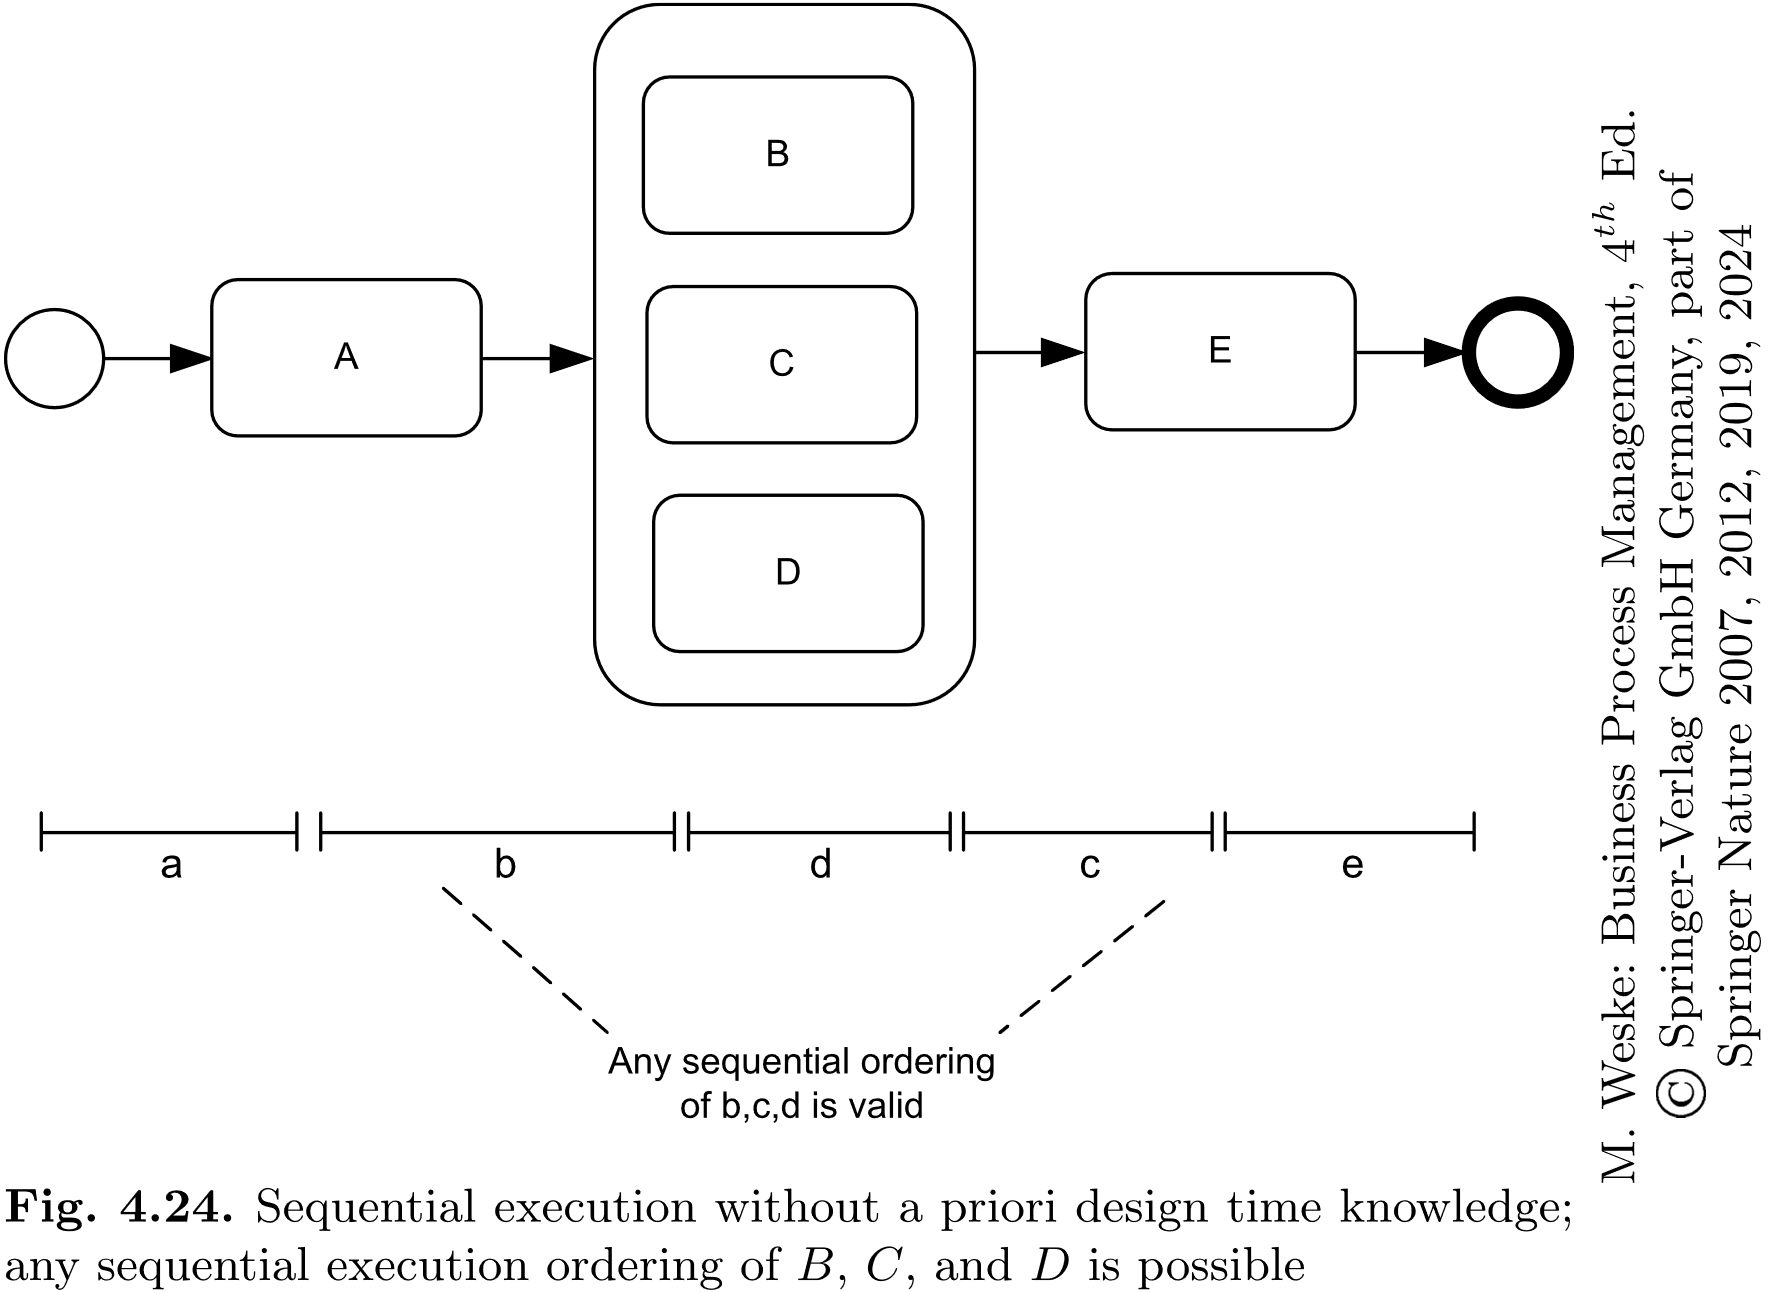 B
A
C
E
D
a b d c e
Any sequential ordering
of b,c,d is valid
Fig. 4.24. Sequential execution without a priori design time knowledge;
any sequential execution ordering of B, C, and D is possible
M. Weske: Business Process Management, 4th Ed.
© Springer-Verlag GmbH Germany, part of
Springer Nature 2007, 2012, 2019, 2024